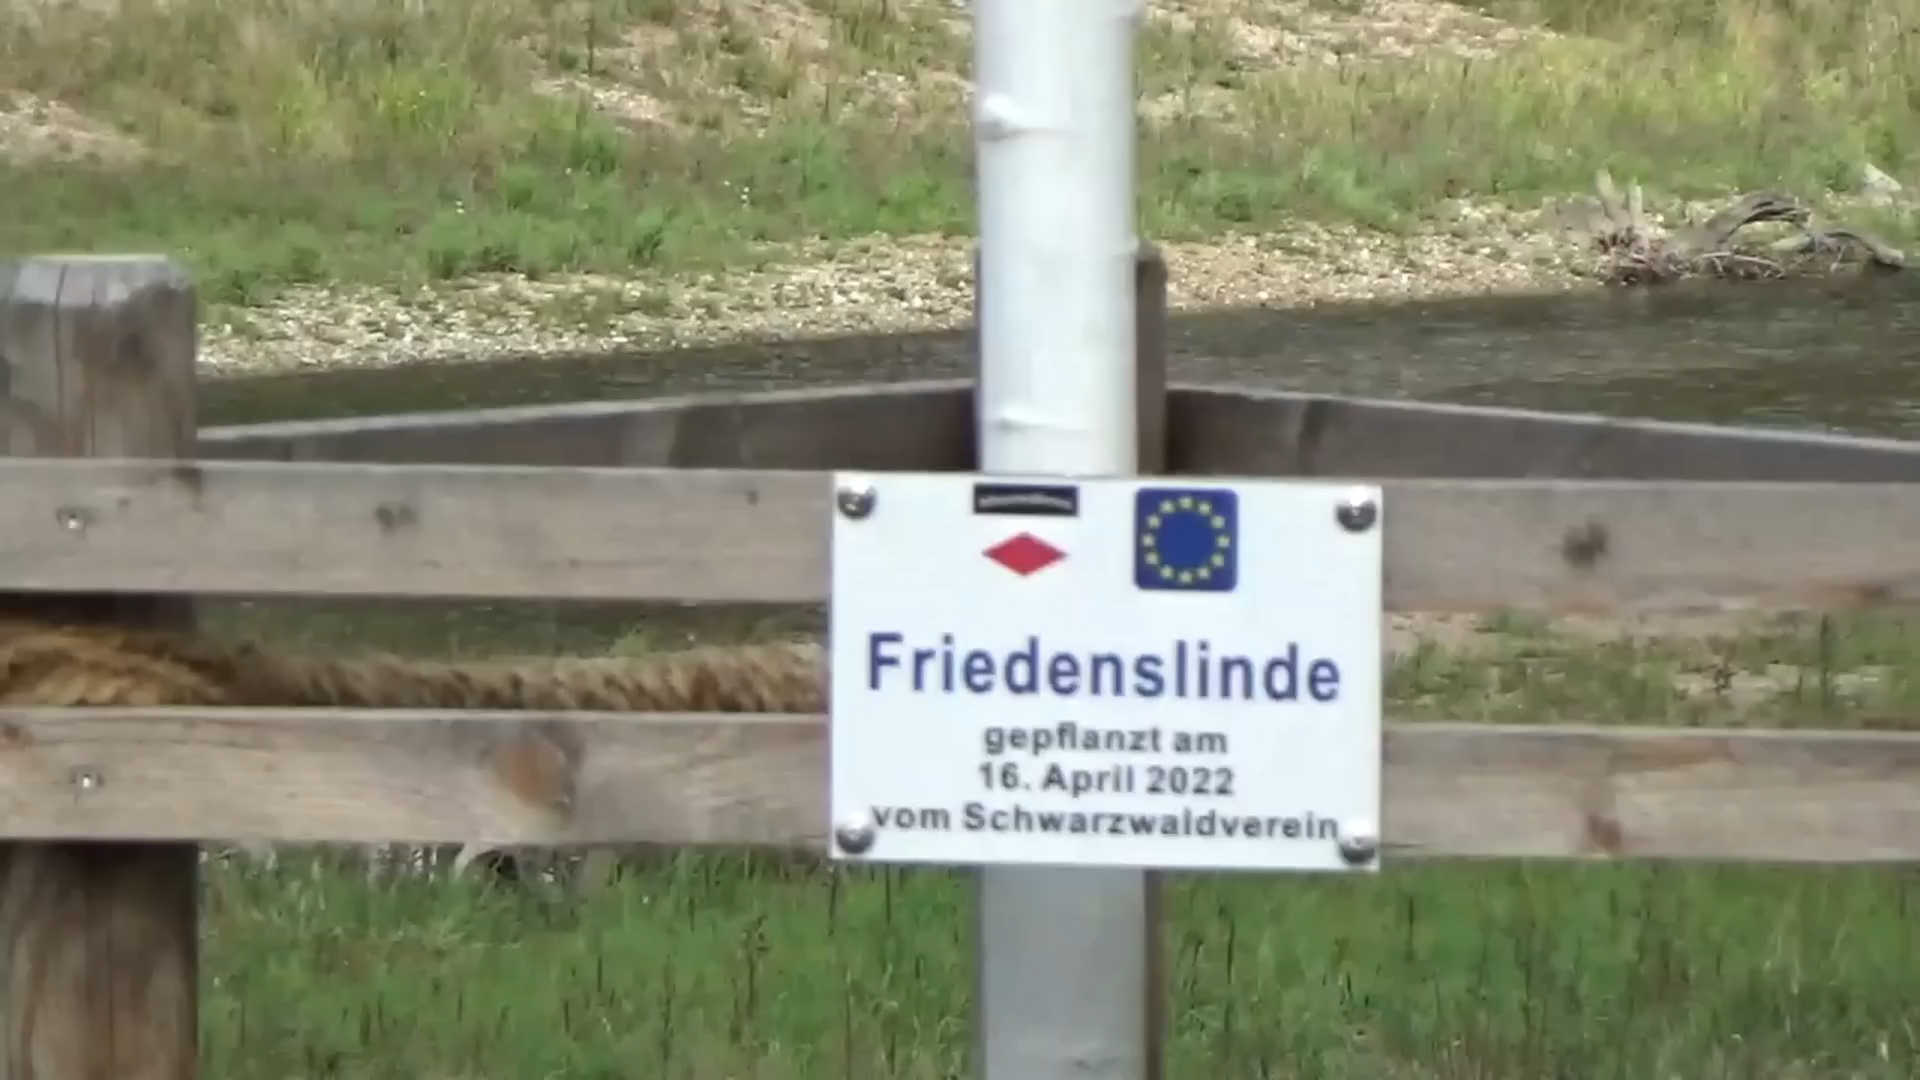 Friedenslinde
gepflanzt am
16. April 2022
vom Schwarzwaldverein